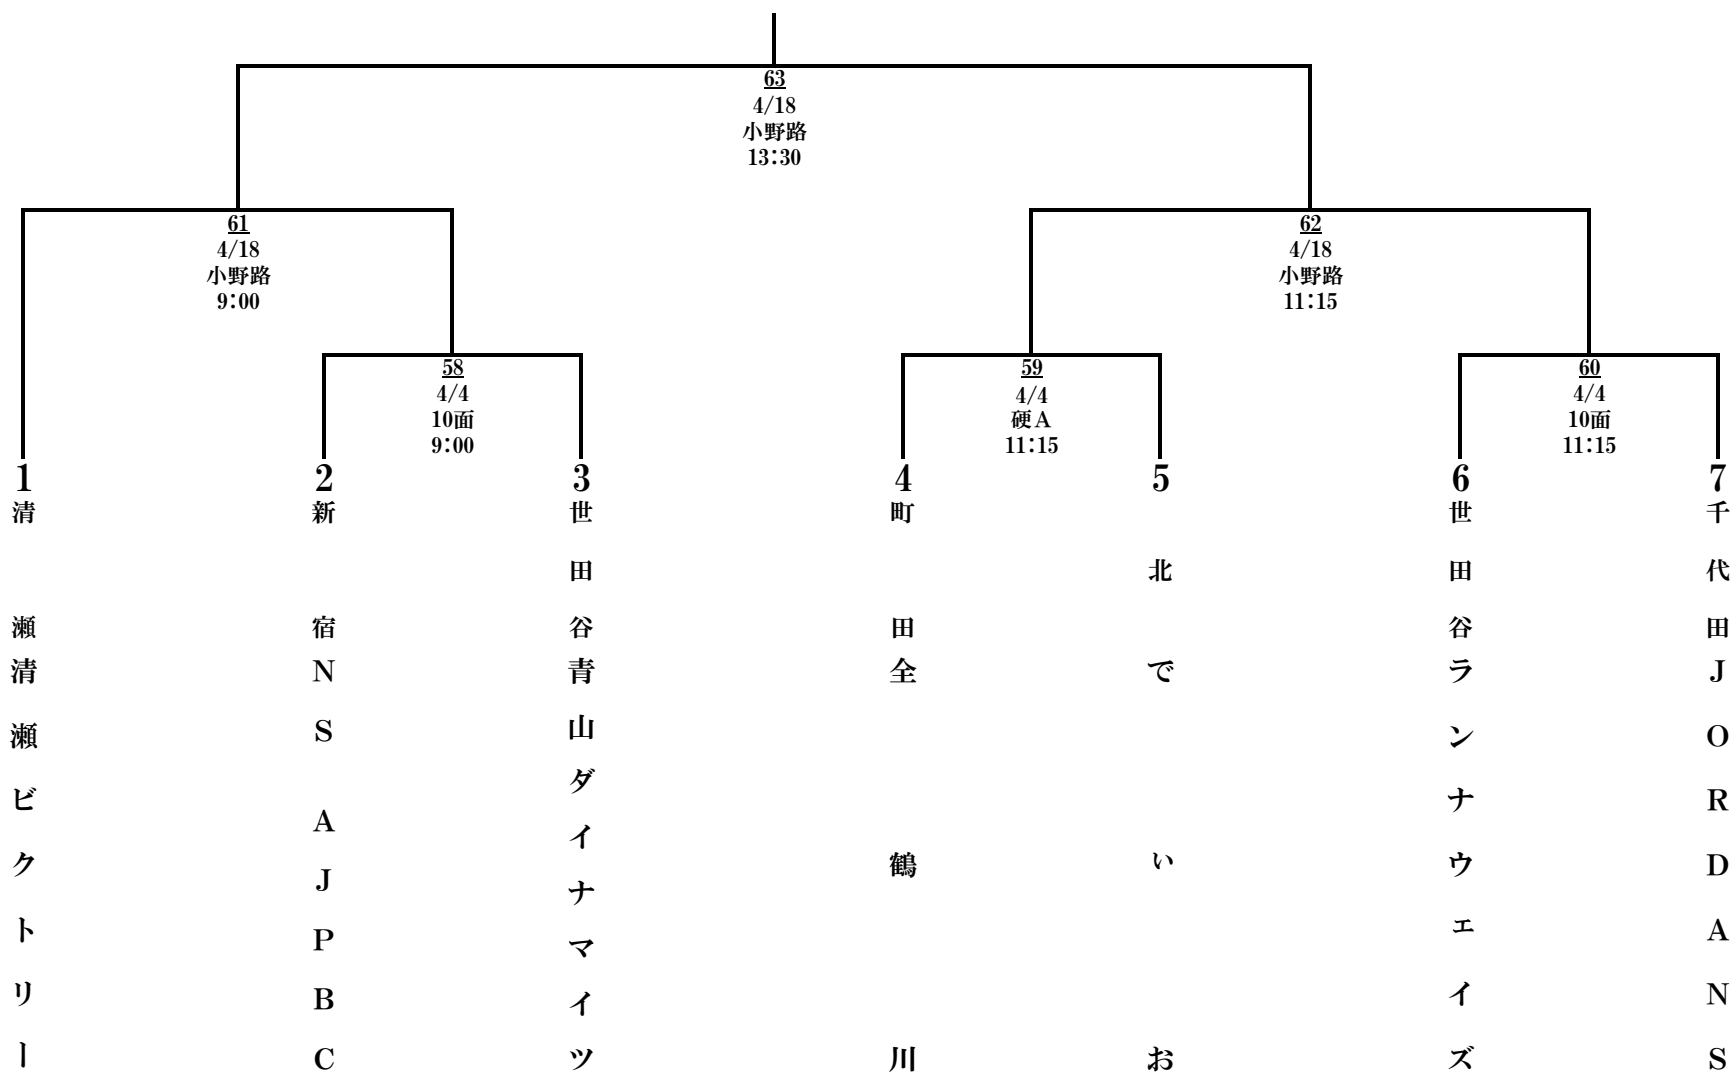 63
4/18
小野路
13:30
61
4/18
小野路
9:00
62
4/18
小野路
11:15
58
4/4
10面
9:00
59
4/4
硬A
11:15
60
4/4
10面
11:15
1
清瀬
清瀬ビクトリー
2
新宿
NS AJPBC
3
世田谷
青山ダイナマイツ
4
町田
全鶴川
5
北
でいお
6
世田谷
ランナウェイズ
7
千代田
JORDANS